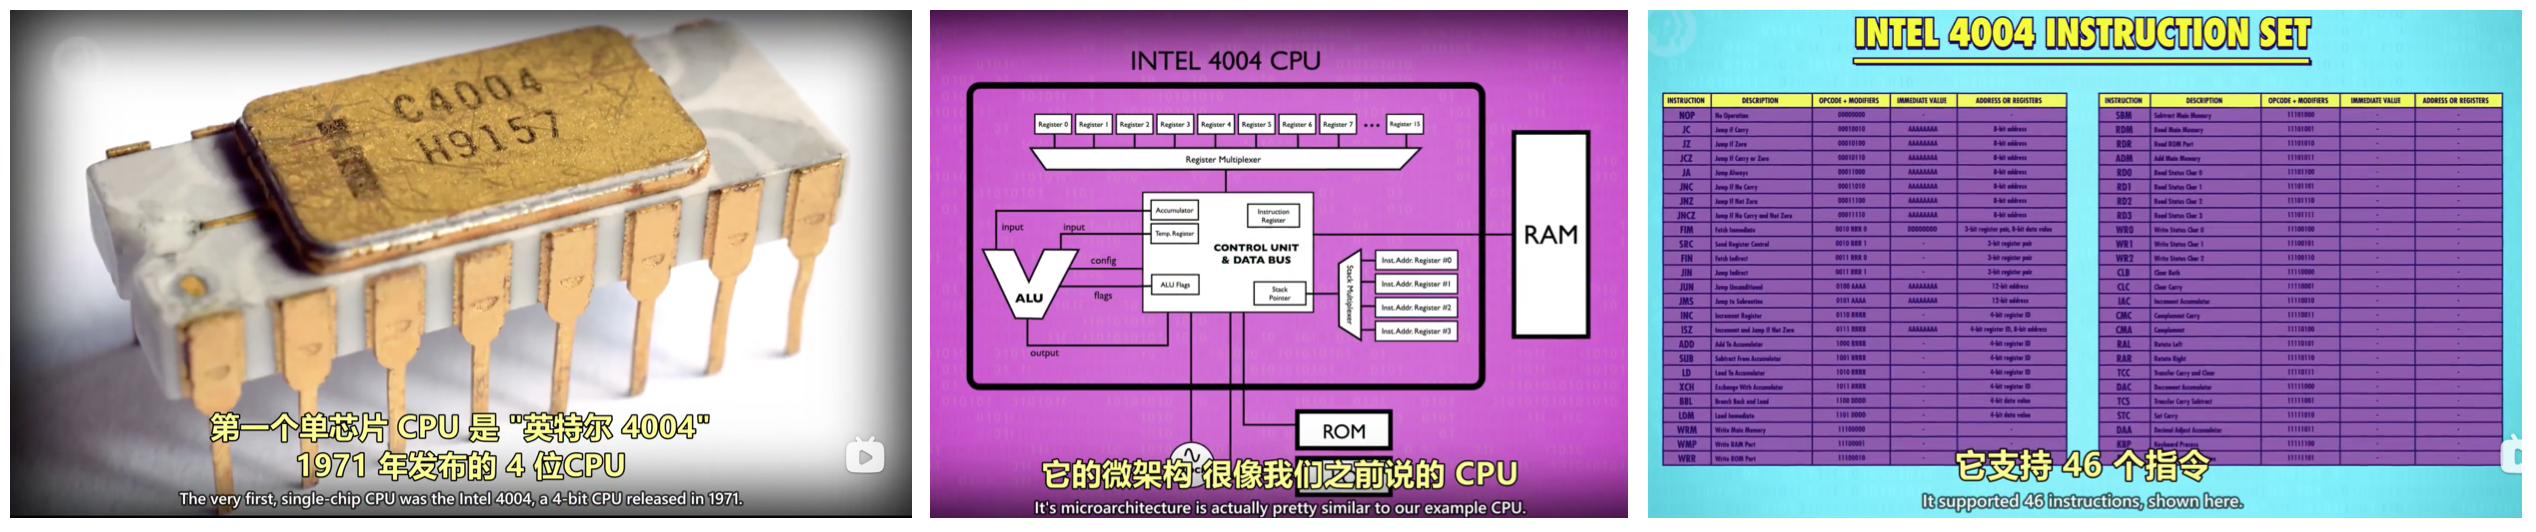 C4004
H9157
第一个单芯片 CPU 是 "英特尔 4004"
1971 年发布的 4 位CPU
The very first, single-chip CPU was the Intel 4004, a 4-bit CPU released in 1971.
INTEL 4004 CPU
Register 0 Register 1 Register 2 Register 3 Register 4 Register 5 Register 6 Register 7 ••• Register 15
Register Multiplexer
Accumulator
Instruction
Register
input
input
Temp. Register
CONTROL UNIT
& DATA BUS
RAM
config
ALU
flags
ALU Flags
Stack
Pointer
Stack Multiplexer
Inst. Addr. Register #0
Inst. Addr. Register #1
Inst. Addr. Register #2
Inst. Addr. Register #3
output
ROM
它的微架构 很像我们之前说的 CPU
It's microarchitecture is actually pretty similar to our example CPU.
INTEL 4004 INSTRUCTION SET
INSTRUCTION DESCRIPTION OPCODE + MODIFIERS IMMEDIATE VALUE ADDRESS OR REGISTERS
NOP No Operation 00000000 - -
JC Jump if Carry 00010010 AAAAAAAA 8-bit address
JZ Jump if Zero 00010100 AAAAAAAA 8-bit address
JCZ Jump if Carry or Zero 00010110 AAAAAAAA 8-bit address
JA Jump Always 00011000 AAAAAAAA 8-bit address
JNC Jump if No Carry 00011010 AAAAAAAA 8-bit address
JNZ Jump if Not Zero 00011100 AAAAAAAA 8-bit address
JNCZ Jump if No Carry and Not Zero 00011110 AAAAAAAA 8-bit address
FIM Fetch Immediate 0010 RRR 0 DDDDDDDD 3-bit register pair, 8-bit data value
SRC Send Register Control 0010 RRR 1 - 3-bit register pair
FIN Fetch Indirect 0011 RRR 0 - 3-bit register pair
JIN Jump Indirect 0011 RRR 1 - 3-bit register pair
JUN Jump Unconditional 0100 AAAA AAAAAAAA 12-bit address
JMS Jump to Subroutine 0101 AAAA AAAAAAAA 12-bit address
INC Increment Register 0110 RRRR - 4-bit register ID
ISZ Increment and Jump if Not Zero 0111 RRRR AAAAAAAA 4-bit register ID, 8-bit address
ADD Add To Accumulator 1000 RRRR - 4-bit register ID
SUB Subtract From Accumulator 1001 RRRR - 4-bit register ID
LD Load To Accumulator 1010 RRRR - 4-bit register ID
XCH Exchange With Accumulator 1011 RRRR - 4-bit register ID
BBL Branch Back and Load 1100 DDDD - 4-bit data value
LDM Load Immediate 1101 DDDD - 4-bit data value
WRM Write Main Memory 11100000 - -
WMP Write RAM Port 11100001 -
WRR Write ROM Port 11100010 -
INSTRUCTION DESCRIPTION OPCODE + MODIFIERS IMMEDIATE VALUE ADDRESS OR REGISTERS
SBM Subtract Main Memory 11101000 - -
RDM Read Main Memory 11101001 - -
RDR Read ROM Port 11101010 - -
ADM Add Main Memory 11101011 - -
RD0 Read Status Char 0 11101100 - -
RD1 Read Status Char 1 11101101 - -
RD2 Read Status Char 2 11101110 - -
RD3 Read Status Char 3 11101111 - -
WR0 Write Status Char 0 11100100 - -
WR1 Write Status Char 1 11100101 - -
WR2 Write Status Char 2 11100110 - -
CLB Clear Both 11110000 - -
CLC Clear Carry 11110001 - -
IAC Increment Accumulator 11110010 - -
CMC Complement Carry 11110011 - -
CMA Complement 11110100 - -
RAL Rotate Left 11110101 - -
RAR Rotate Right 11110110 - -
TCC Transfer Carry and Clear 11110111 - -
DAC Decrement Accumulator 11111000 - -
TCS Transfer Carry Subtract 11111001 - -
STC Set Carry 11111010 - -
DAA Decimal Adjust Accumulator 11111011 - -
KBP Keyboard Process 11111100 - -
11111101 - -
它支持 46 个指令
It supported 46 instructions, shown here.